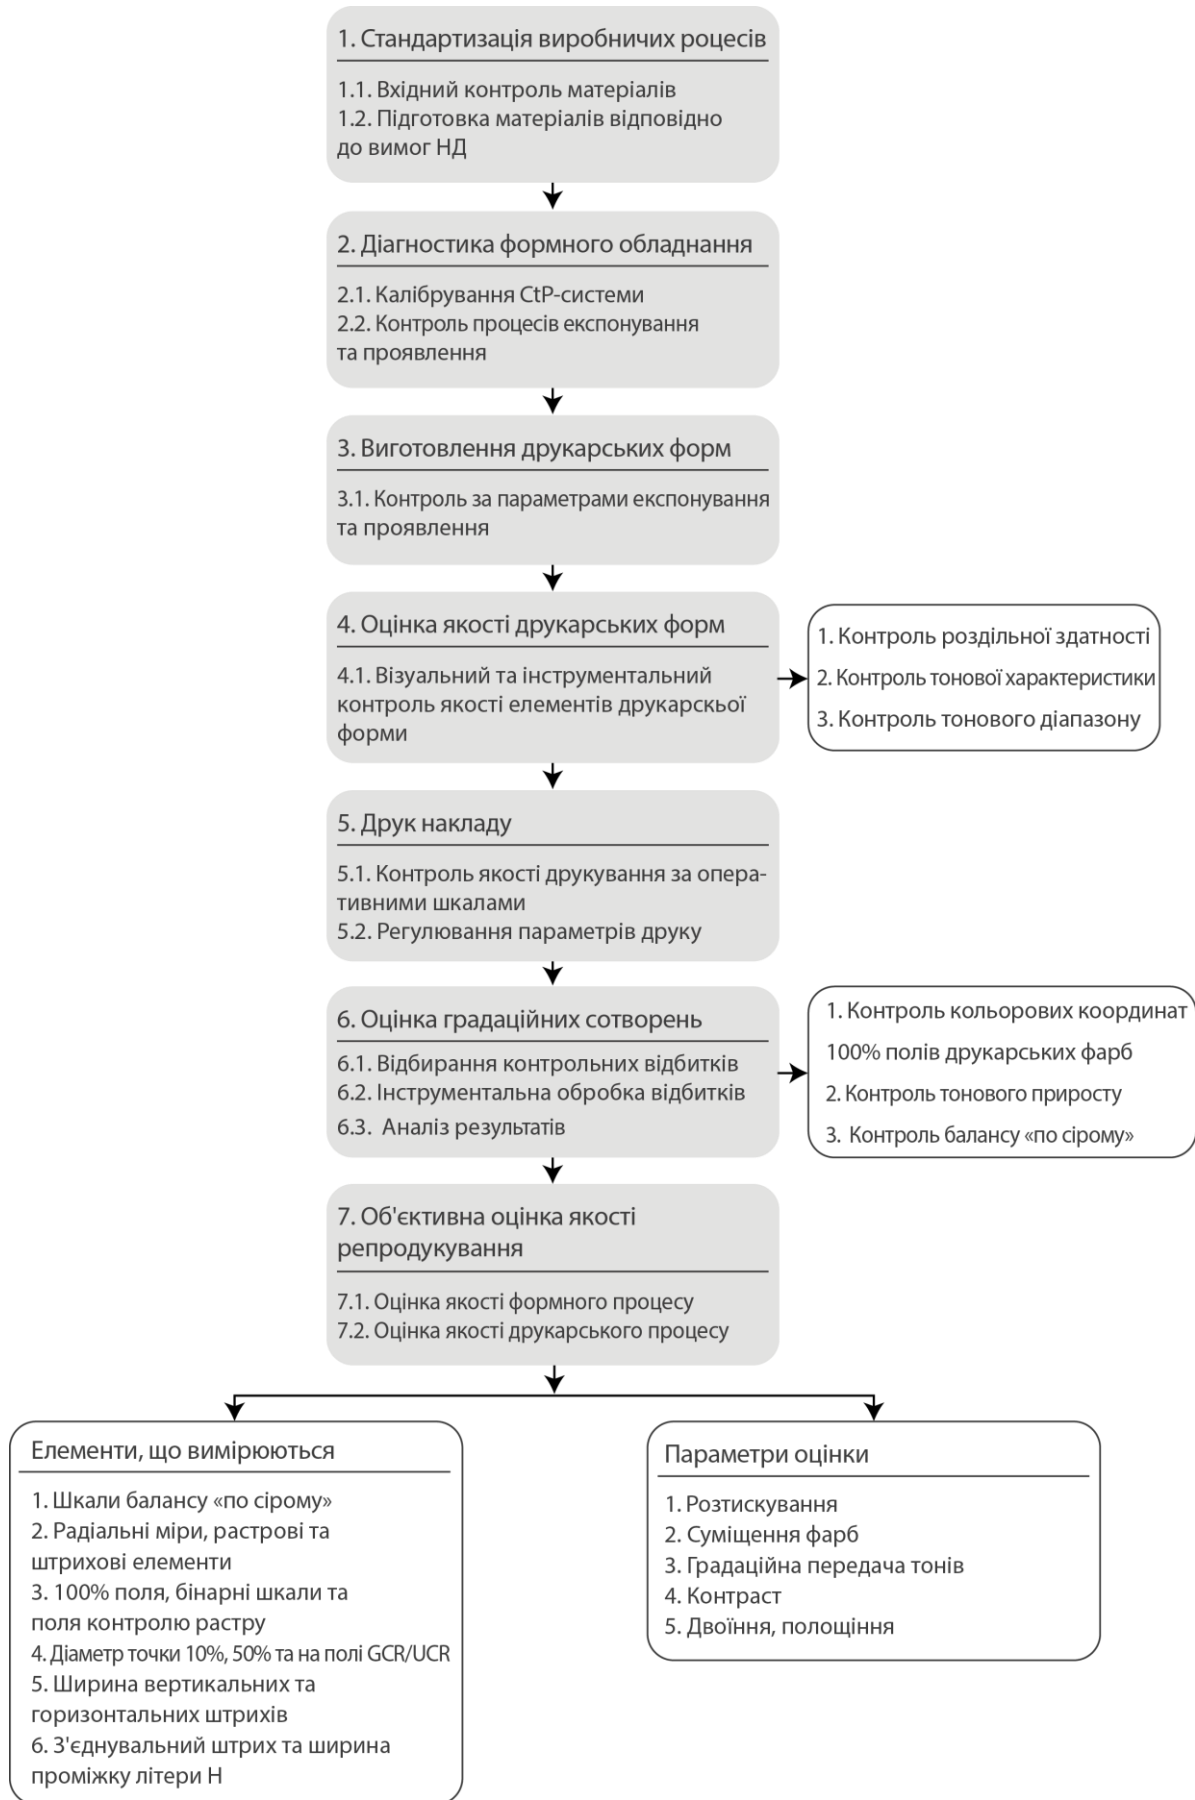 1. Стандартизація виробничих роцесів
1.1. Вхідний контроль матеріалів
1.2. Підготовка матеріалів відповідно
до вимог НД
2. Діагностика формного обладнання
2.1. Калібрування CtP-системи
2.2. Контроль процесів експонування
та проявлення
3. Виготовлення друкарських форм
3.1. Контроль за параметрами експонування
та проявлення
4. Оцінка якості друкарських форм
4.1. Візуальний та інструментальний
контроль якості елементів друкарскьої
форми
1. Контроль роздільної здатності
2. Контроль тонової характеристики
3. Контроль тонового діапазону
5. Друк накладу
5.1. Контроль якості друкування за опера-
тивними шкалами
5.2. Регулювання параметрів друку
6. Оцінка градаційних сотворень
6.1. Відбирання контрольних відбитків
6.2. Інструментальна обробка відбитків
6.3. Аналіз результатів
1. Контроль кольорових координат
100% полів друкарських фарб
2. Контроль тонового приросту
3. Контроль балансу «по сірому»
7. Об'єктивна оцінка якості
репродукування
7.1. Оцінка якості формного процесу
7.2. Оцінка якості друкарського процесу
Елементи, що вимірюються
1. Шкали балансу «по сірому»
2. Радіальні міри, растрові та
штрихові елементи
3. 100% поля, бінарні шкали та
поля контролю растру
4. Діаметр точки 10%, 50% та на полі GCR/UCR
5. Ширина вертикальних та
горизонтальних штрихів
6. З'єднувальний штрих та ширина
проміжку літери Н
Параметри оцінки
1. Розтискування
2. Суміщення фарб
3. Градаційна передача тонів
4. Контраст
5. Двоїння, полощіння